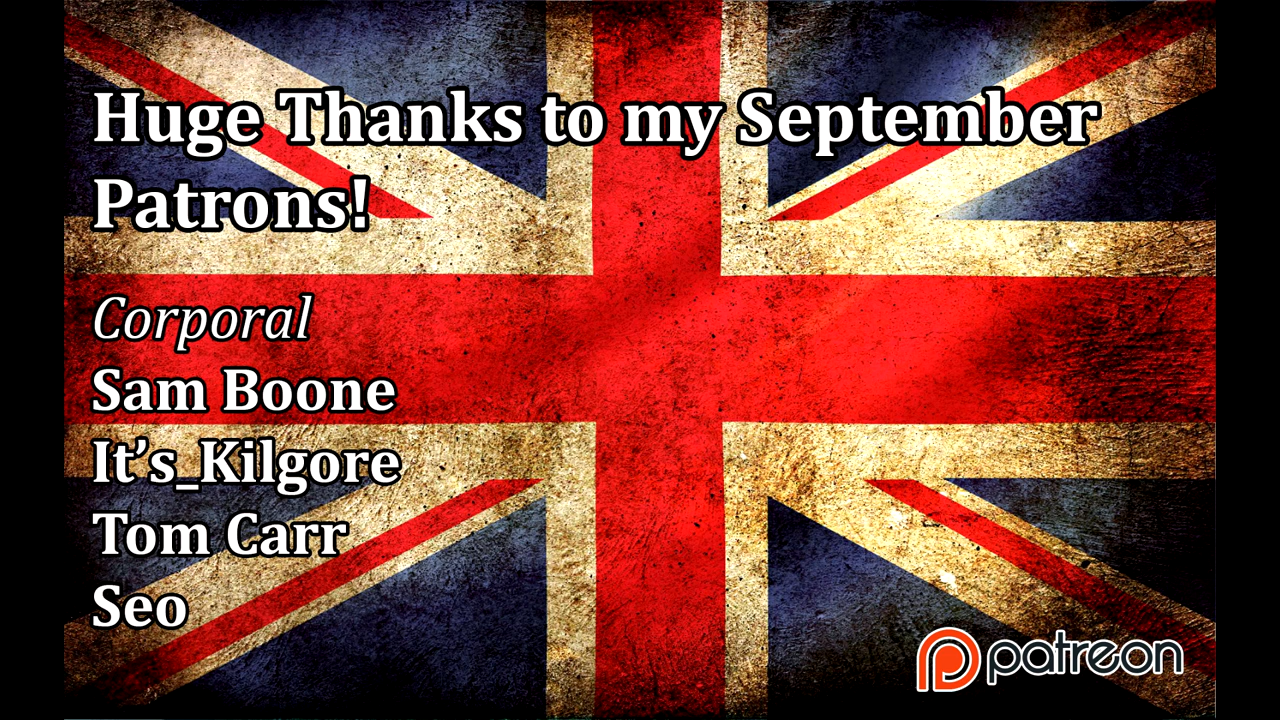 Huge Thanks to my September
Patrons!
Corporal
Sam Boone
It’s_Kilgore
Tom Carr
Seo
patreon